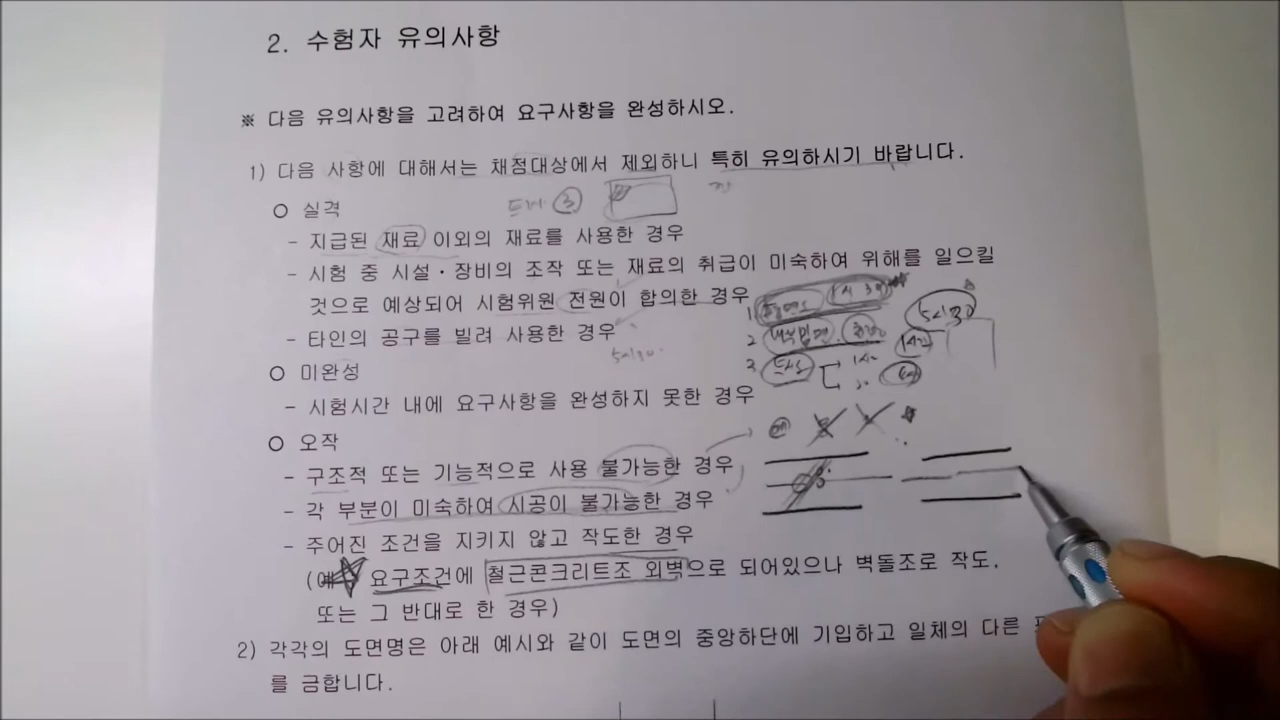 2. 수험자 유의사항
※ 다음 유의사항을 고려하여 요구사항을 완성하시오.
1) 다음 사항에 대해서는 채점대상에서 제외하니 특히 유의하시기 바랍니다.
○ 실격
- 지급된 재료 이외의 재료를 사용한 경우
- 시험 중 시설·장비의 조작 또는 재료의 취급이 미숙하여 위해를 일으킬
것으로 예상되어 시험위원 전원이 합의한 경우
- 타인의 공구를 빌려 사용한 경우
5시30
○ 미완성
- 시험시간 내에 요구사항을 완성하지 못한 경우
○ 오작
- 구조적 또는 기능적으로 사용 불가능한 경우
- 각 부분이 미숙하여 시공이 불가능한 경우
- 주어진 조건을 지키지 않고 작도한 경우
요구조건에 철근콘크리트조 외벽으로 되어있으나 벽돌조로 작도.
또는 그 반대로 한 경우)
2) 각각의 도면명은 아래 예시와 같이 도면의 중앙하단에 기입하고 일체의 다른
를 금합니다.